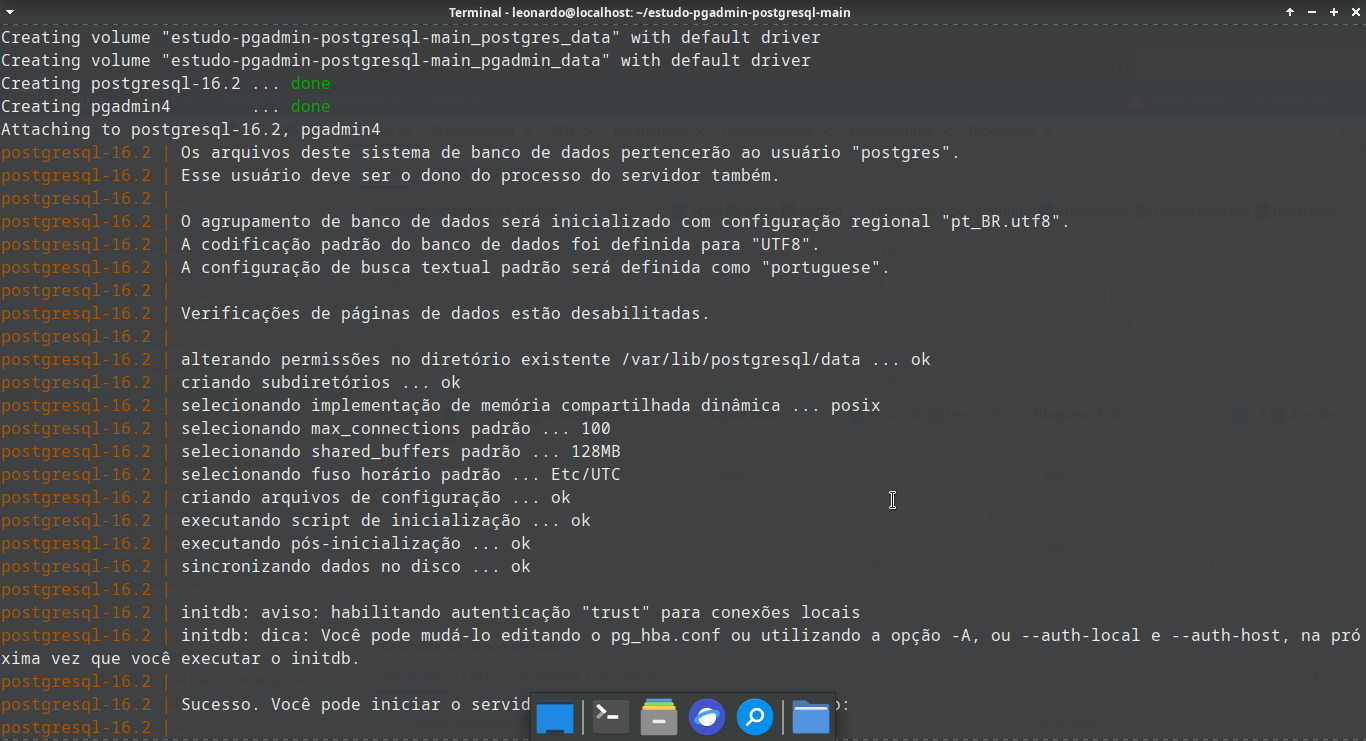 Terminal - leonardo@localhost: ~/estudo-pgadmin-postgresql-main
Creating volume "estudo-pgadmin-postgresql-main_postgres_data" with default driver
Creating volume "estudo-pgadmin-postgresql-main_pgadmin_data" with default driver
Creating postgresql-16.2 ... done
Creating pgadmin4        ... done
Attaching to postgresql-16.2, pgadmin4
postgresql-16.2 | Os arquivos deste sistema de banco de dados pertencerão ao usuário "postgres".
postgresql-16.2 | Esse usuário deve ser o dono do processo do servidor também.
postgresql-16.2 |
postgresql-16.2 | O agrupamento de banco de dados será inicializado com configuração regional "pt_BR.utf8".
postgresql-16.2 | A codificação padrão do banco de dados foi definida para "UTF8".
postgresql-16.2 | A configuração de busca textual padrão será definida como "portuguese".
postgresql-16.2 |
postgresql-16.2 | Verificações de páginas de dados estão desabilitadas.
postgresql-16.2 |
postgresql-16.2 | alterando permissões no diretório existente /var/lib/postgresql/data ... ok
postgresql-16.2 | criando subdiretórios ... ok
postgresql-16.2 | selecionando implementação de memória compartilhada dinâmica ... posix
postgresql-16.2 | selecionando max_connections padrão ... 100
postgresql-16.2 | selecionando shared_buffers padrão ... 128MB
postgresql-16.2 | selecionando fuso horário padrão ... Etc/UTC
postgresql-16.2 | criando arquivos de configuração ... ok
postgresql-16.2 | executando script de inicialização ... ok
postgresql-16.2 | executando pós-inicialização ... ok
postgresql-16.2 | sincronizando dados no disco ... ok
postgresql-16.2 |
postgresql-16.2 | initdb: aviso: habilitando autenticação "trust" para conexões locais
postgresql-16.2 | initdb: dica: Você pode mudá-lo editando o pg_hba.conf ou utilizando a opção -A, ou --auth-local e --auth-host, na pró
xima vez que você executar o initdb.
postgresql-16.2 |
postgresql-16.2 | Sucesso. Você pode iniciar o servid
postgresql-16.2 |